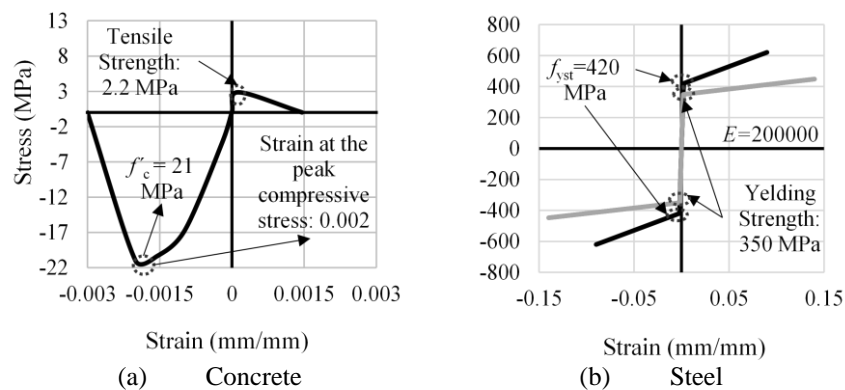 13
8
3
-2
-7
-12
-17
-22
Stress (MPa)
Tensile
Strength:
2.2 MPa
f′c = 21
MPa
Strain at the
peak
compressive
stress: 0.002
-0.003
-0.0015
0
0.0015
0.003
Strain (mm/mm)
(a) Concrete
800
600
400
200
0
-200
-400
-600
-800
fyst=420
MPa
E=200000
Yelding
Strength:
350 MPa
-0.15
-0.05
0.05
0.15
Strain (mm/mm)
(b) Steel